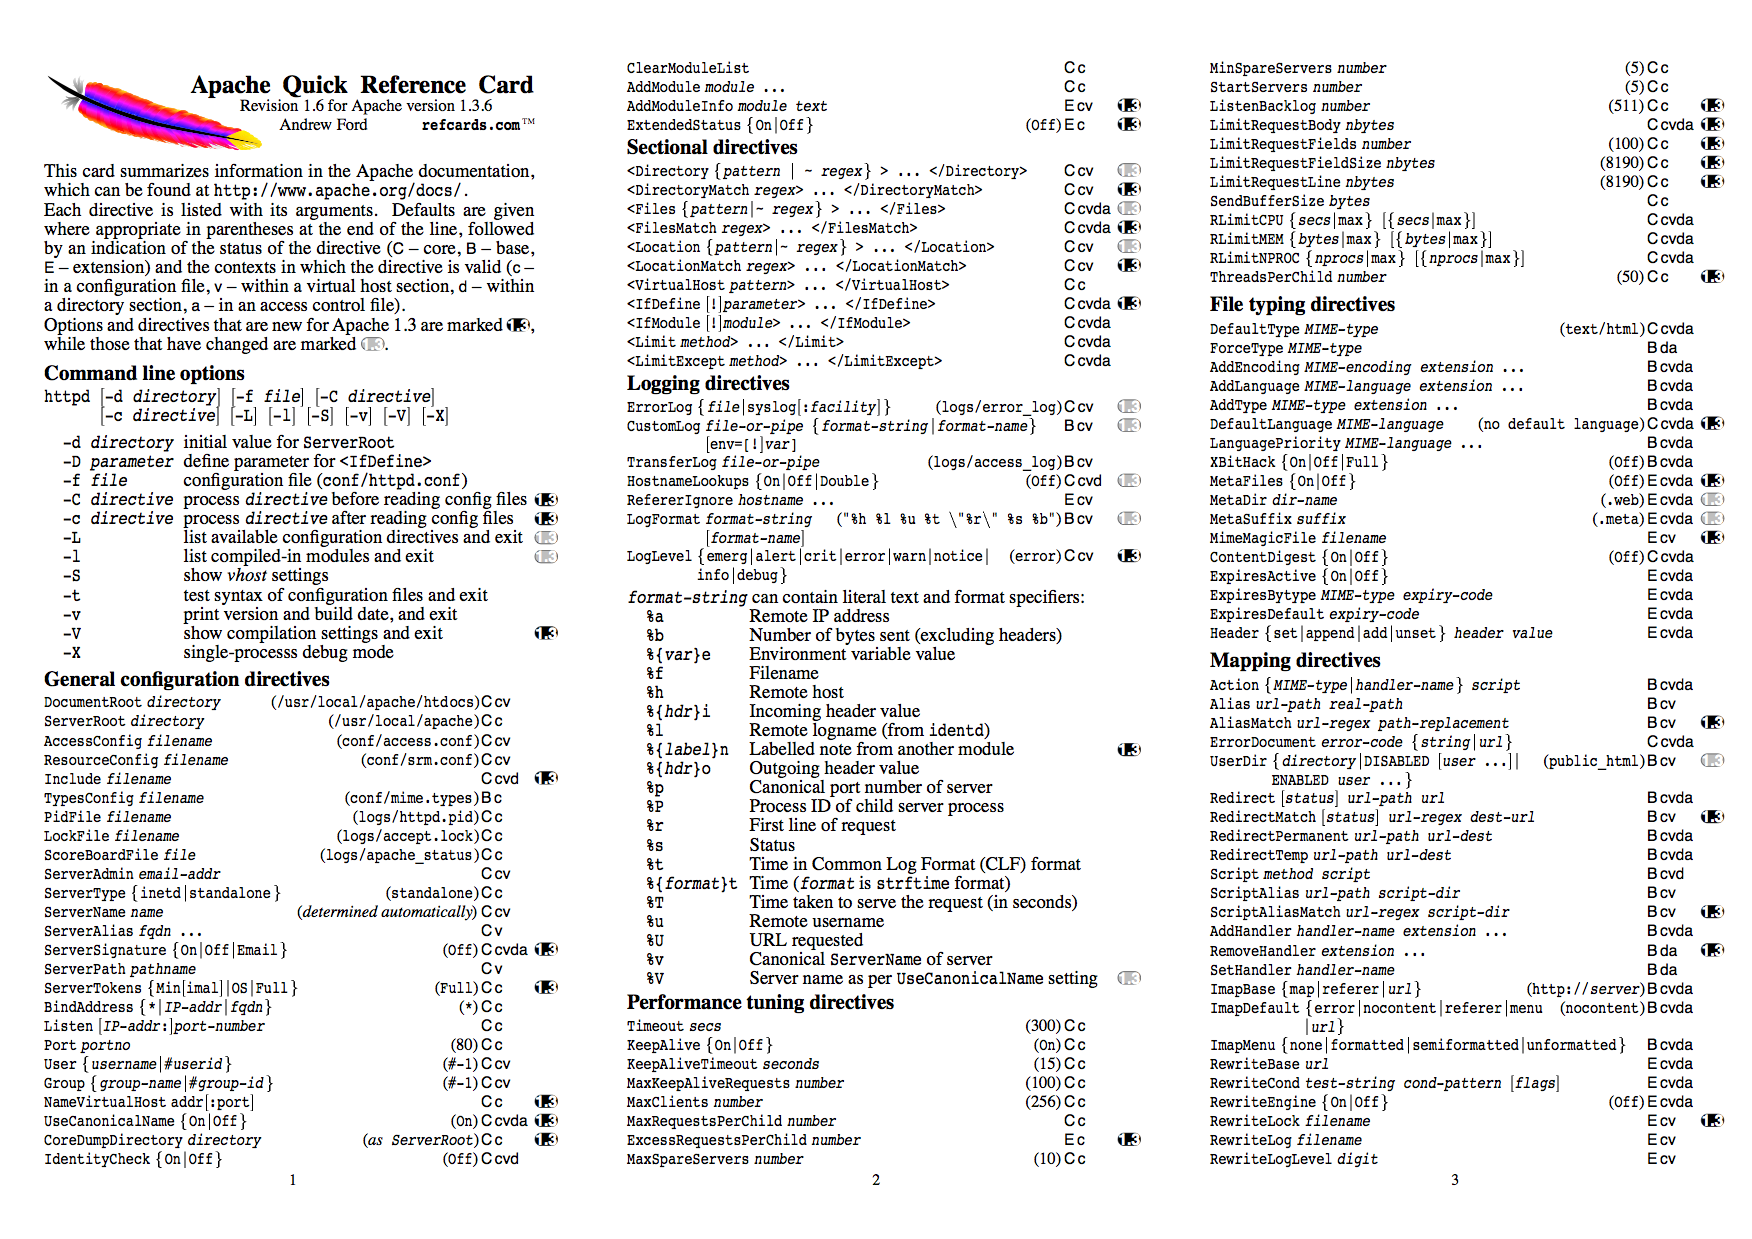 Apache Quick Reference Card
Revision 1.6 for Apache version 1.3.6
Andrew Ford refcards.com™
This card summarizes information in the Apache documentation,
which can be found at http://www.apache.org/docs/.
Each directive is listed with its arguments. Defaults are given
where appropriate in parentheses at the end of the line, followed
by an indication of the status of the directive (C – core, B – base,
E – extension) and the contexts in which the directive is valid (c –
in a configuration file, v – within a virtual host section, d – within
a directory section, a – in an access control file).
Options and directives that are new for Apache 1.3 are marked 1.3,
while those that have changed are marked 1.3.
Command line options
httpd [-d directory] [-f file] [-C directive]
[-c directive] [-L] [-l] [-S] [-v] [-V] [-X]
-d directory initial value for ServerRoot
-D parameter define parameter for <IfDefine>
-f file configuration file (conf/httpd.conf)
-C directive process directive before reading config files 1.3
-c directive process directive after reading config files 1.3
-L list available configuration directives and exit 1.3
-l list compiled-in modules and exit 1.3
-S show vhost settings
-t test syntax of configuration files and exit
-v print version and build date, and exit
-V show compilation settings and exit 1.3
-X single-processs debug mode
General configuration directives
DocumentRoot directory (/usr/local/apache/htdocs) C cv
ServerRoot directory (/usr/local/apache) C c
AccessConfig filename (conf/access.conf) C cv
ResourceConfig filename (conf/srm.conf) C cv
Include filename C cvd 1.3
TypesConfig filename (conf/mime.types) B c
PidFile filename (logs/httpd.pid) C c
LockFile filename (logs/accept.lock) C c
ScoreBoardFile file (logs/apache_status) C c
ServerAdmin email-addr C cv
ServerType {inetd|standalone} (standalone) C c
ServerName name (determined automatically) C cv
ServerAlias fqdn ... C v
ServerSignature {On|Off|Email} (Off) C cvda 1.3
ServerPath pathname C v
ServerTokens {Min[imal]|OS|Full} (Full) C c 1.3
BindAddress {*|IP-addr|fqdn} (*) C c
Listen [IP-addr:]port-number C c
Port portno (80) C c
User {username|#userid} (#-1) C cv
Group {group-name|#group-id} (#-1) C cv
NameVirtualHost addr[:port] C c 1.3
UseCanonicalName {On|Off} (On) C cvda 1.3
CoreDumpDirectory directory (as ServerRoot) C c 1.3
IdentityCheck {On|Off} (Off) C cvd
1
ClearModuleList C c
AddModule module ... C c
AddModuleInfo module text E cv 1.3
ExtendedStatus {On|Off} (Off) E c 1.3
Sectional directives
<Directory {pattern | ~ regex} > ... </Directory> C cv 1.3
<DirectoryMatch regex> ... </DirectoryMatch> C cv 1.3
<Files {pattern|~ regex} > ... </Files> C cvda 1.3
<FilesMatch regex> ... </FilesMatch> C cvda 1.3
<Location {pattern|~ regex} > ... </Location> C cv 1.3
<LocationMatch regex> ... </LocationMatch> C cv 1.3
<VirtualHost pattern> ... </VirtualHost> C c
<IfDefine [!]parameter> ... </IfDefine> C cvda 1.3
<IfModule [!]module> ... </IfModule> C cvda
<Limit method> ... </Limit> C cvda
<LimitExcept method> ... </LimitExcept> C cvda
Logging directives
ErrorLog {file|syslog[:facility]} (logs/error_log) C cv 1.3
CustomLog file-or-pipe {format-string|format-name} B cv 1.3
[env=[!]var]
TransferLog file-or-pipe (logs/access_log) B cv
HostnameLookups {On|Off|Double} (Off) C cvd 1.3
RefererIgnore hostname ... E cv
LogFormat format-string ("%h %l %u %t \"%r\" %s %b") B cv 1.3
[format-name]
LogLevel {emerg|alert|crit|error|warn|notice| (error) C cv 1.3
info|debug}
format-string can contain literal text and format specifiers:
%a Remote IP address
%b Number of bytes sent (excluding headers)
%{var}e Environment variable value
%f Filename
%h Remote host
%{hdr}i Incoming header value
%l Remote logname (from identd)
%{label}n Labelled note from another module 1.3
%{hdr}o Outgoing header value
%p Canonical port number of server
%P Process ID of child server process
%r First line of request
%s Status
%t Time in Common Log Format (CLF) format
%{format}t Time (format is strftime format)
%T Time taken to serve the request (in seconds)
%u Remote username
%U URL requested
%v Canonical ServerName of server
%V Server name as per UseCanonicalName setting 1.3
Performance tuning directives
Timeout secs (300) C c
KeepAlive {On|Off} (On) C c
KeepAliveTimeout seconds (15) C c
MaxKeepAliveRequests number (100) C c
MaxClients number (256) C c
MaxRequestsPerChild number C c
ExcessRequestsPerChild number E c 1.3
MaxSpareServers number (10) C c
2
MinSpareServers number (5) C c
StartServers number (5) C c
ListenBacklog number (511) C c 1.3
LimitRequestBody nbytes C cvda 1.3
LimitRequestFields number (100) C c 1.3
LimitRequestFieldSize nbytes (8190) C c 1.3
LimitRequestLine nbytes (8190) C c 1.3
SendBufferSize bytes C c
RLimitCPU {secs|max} [{secs|max}] C cvda
RLimitMEM {bytes|max} [{bytes|max}] C cvda
RLimitNPROC {nprocs|max} [{nprocs|max}] C cvda
ThreadsPerChild number (50) C c 1.3
File typing directives
DefaultType MIME-type (text/html) C cvda
ForceType MIME-type B da
AddEncoding MIME-encoding extension ... B cvda
AddLanguage MIME-language extension ... B cvda
AddType MIME-type extension ... B cvda
DefaultLanguage MIME-language (no default language) C cvda 1.3
LanguagePriority MIME-language ... B cvda
XBitHack {On|Off|Full} (Off) B cvda
MetaFiles {On|Off} (Off) E cvda 1.3
MetaDir dir-name (.web) E cvda 1.3
MetaSuffix suffix (.meta) E cvda 1.3
MimeMagicFile filename E cv 1.3
ContentDigest {On|Off} (Off) C cvda
ExpiresActive {On|Off} E cvda
ExpiresBytype MIME-type expiry-code E cvda
ExpiresDefault expiry-code E cvda
Header {set|append|add|unset} header value E cvda
Mapping directives
Action {MIME-type|handler-name} script B cvda
Alias url-path real-path B cv
AliasMatch url-regex path-replacement B cv 1.3
ErrorDocument error-code {string|url} C cvda
UserDir {directory|DISABLED [user ...]| (public_html) B cv 1.3
ENABLED user ...}
Redirect [status] url-path url B cvda
RedirectMatch [status] url-regex dest-url B cv 1.3
RedirectPermanent url-path url-dest B cvda
RedirectTemp url-path url-dest B cvda
Script method script B cvd
ScriptAlias url-path script-dir B cv
ScriptAliasMatch url-regex script-dir B cv 1.3
AddHandler handler-name extension ... B cvda
RemoveHandler extension ... B da 1.3
SetHandler handler-name B da
ImapBase {map|referer|url} (http://server) B cvda
ImapDefault {error|nocontent|referer|menu (nocontent) B cvda
|url}
ImapMenu {none|formatted|semiformatted|unformatted} B cvda
RewriteBase url E cvda
RewriteCond test-string cond-pattern [flags] E cvda
RewriteEngine {On|Off} (Off) E cvda
RewriteLock filename E cv 1.3
RewriteLog filename E cv
RewriteLogLevel digit E cv
3